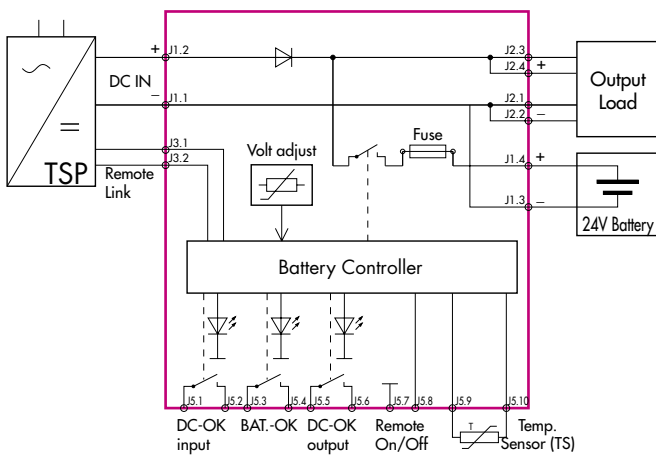 +
J1.2
DC IN
−
J1.1
J3.1
J3.2
TSP
Remote
Link
Volt adjust
Fuse
J2.3
J2.4
+
J2.1
J2.2
−
Output
Load
J1.4
+
J1.3
−
24V Battery
Battery Controller
J5.1
J5.2
J5.3
J5.4
J5.5
J5.6
J5.7
J5.8
J5.9
J5.10
T
DC-OK
input
BAT.-OK
DC-OK
output
Remote
On/Off
Temp.
Sensor (TS)